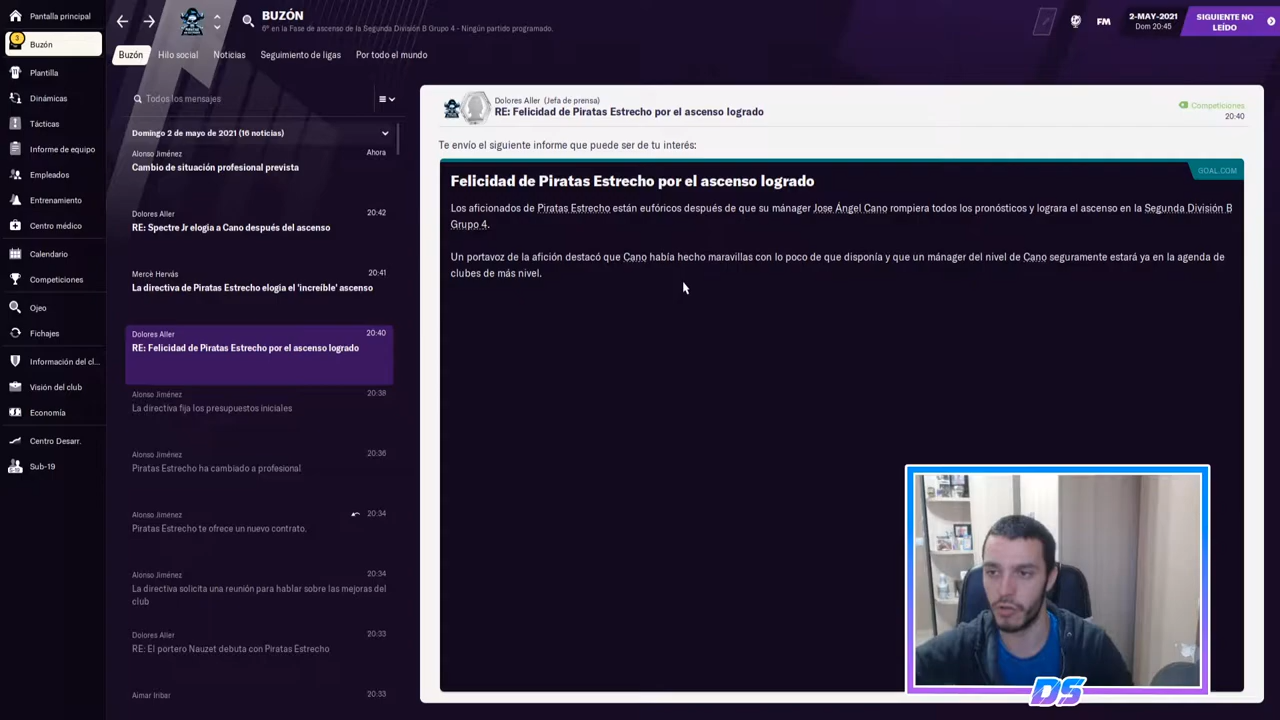 Pantalla principal
3
Buzón
Plantilla
Dinámicas
Tácticas
Informe de equipo
Empleados
Entrenamiento
Centro médico
Calendario
Competiciones
Ojeo
Fichajes
Información del cl...
Visión del club
Economía
Centro Desarr.
Sub-19
BUZÓN
6º en la Fase de ascenso de la Segunda División B Grupo 4 - Ningún partido programado.
FM
2-MAY-2021
Dom 20:45
SIGUIENTE NO
LEÍDO
Buzón
Hilo social
Noticias
Seguimiento de ligas
Por todo el mundo
Todos los mensajes
Domingo 2 de mayo de 2021 (16 noticias)
Alonso Jiménez
Ahora
Cambio de situación profesional prevista
Dolores Aller
20:42
RE: Spectre Jr elogia a Cano después del ascenso
Mercè Hervás
20:41
La directiva de Piratas Estrecho elogia el 'increíble' ascenso
Dolores Aller
20:40
RE: Felicidad de Piratas Estrecho por el ascenso logrado
Alonso Jiménez
20:38
La directiva fija los presupuestos iniciales
Alonso Jiménez
20:36
Piratas Estrecho ha cambiado a profesional
Alonso Jiménez
20:34
Piratas Estrecho te ofrece un nuevo contrato.
Alonso Jiménez
20:34
La directiva solicita una reunión para hablar sobre las mejoras del
club
Dolores Aller
20:33
RE: El portero Nauzet debuta con Piratas Estrecho
Aimar Iribar
20:33
Dolores Aller (Jefa de prensa)
RE: Felicidad de Piratas Estrecho por el ascenso logrado
Competiciones
20:40
Te envío el siguiente informe que puede ser de tu interés:
GOAL.COM
Felicidad de Piratas Estrecho por el ascenso logrado
Los aficionados de Piratas Estrecho están eufóricos después de que su mánager Jose Ángel Cano rompiera todos los pronósticos y lograra el ascenso en la Segunda División B
Grupo 4.
Un portavoz de la afición destacó que Cano había hecho maravillas con lo poco de que disponía y que un mánager del nivel de Cano seguramente estará ya en la agenda de
clubes de más nivel.
DS